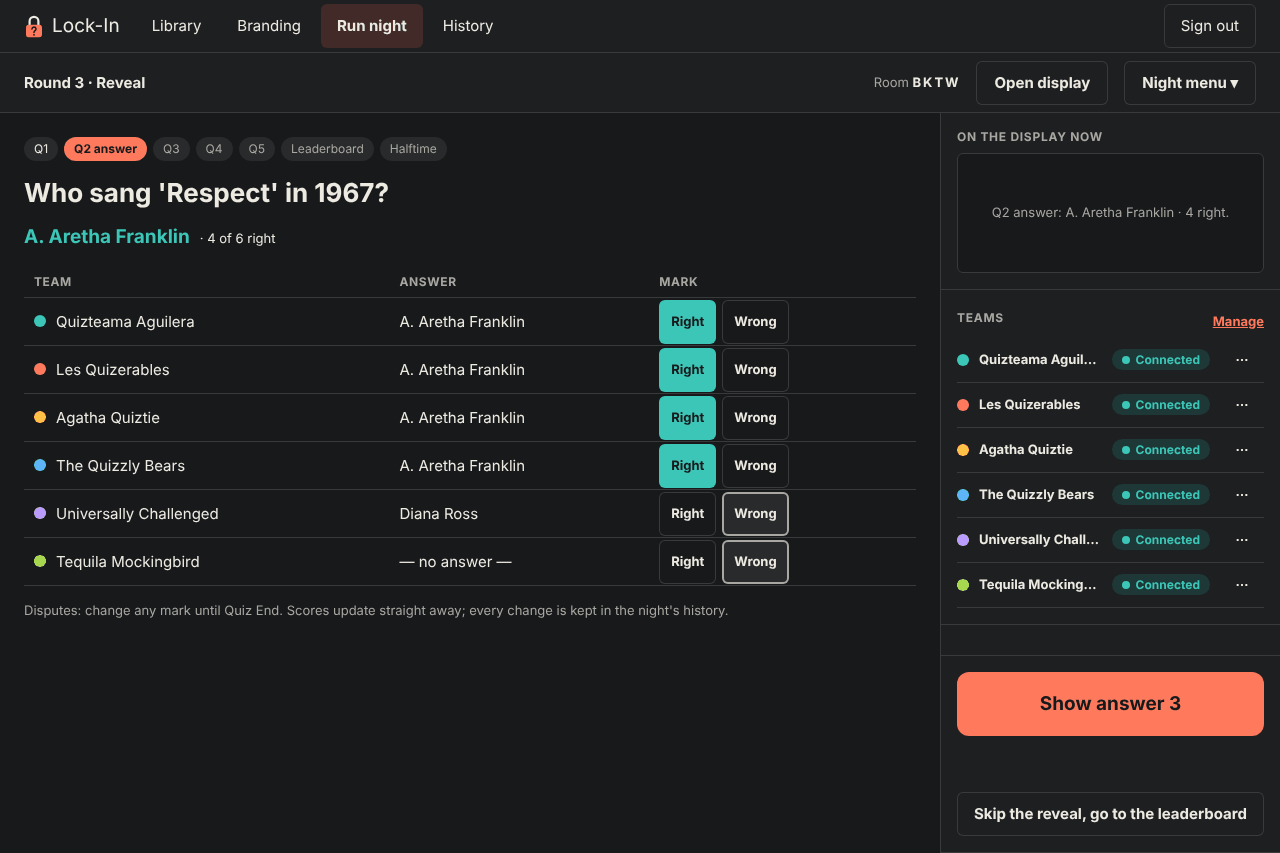 Lock-In Library Branding Run night History Sign out
Round 3 · Reveal Room BKTW Open display Night menu ▾
Q1 Q2 answer Q3 Q4 Q5 Leaderboard Halftime
Who sang 'Respect' in 1967?
A. Aretha Franklin · 4 of 6 right
TEAM ANSWER MARK
Quizteama Aguilera A. Aretha Franklin Right Wrong
Les Quizerables A. Aretha Franklin Right Wrong
Agatha Quiztie A. Aretha Franklin Right Wrong
The Quizzly Bears A. Aretha Franklin Right Wrong
Universally Challenged Diana Ross Right Wrong
Tequila Mockingbird — no answer — Right Wrong
Disputes: change any mark until Quiz End. Scores update straight away; every change is kept in the night's history.
ON THE DISPLAY NOW
Q2 answer: A. Aretha Franklin · 4 right.
TEAMS Manage
Quizteama Aguil... Connected ...
Les Quizerables Connected ...
Agatha Quiztie Connected ...
The Quizzly Bears Connected ...
Universally Chall... Connected ...
Tequila Mocking... Connected ...
Show answer 3
Skip the reveal, go to the leaderboard